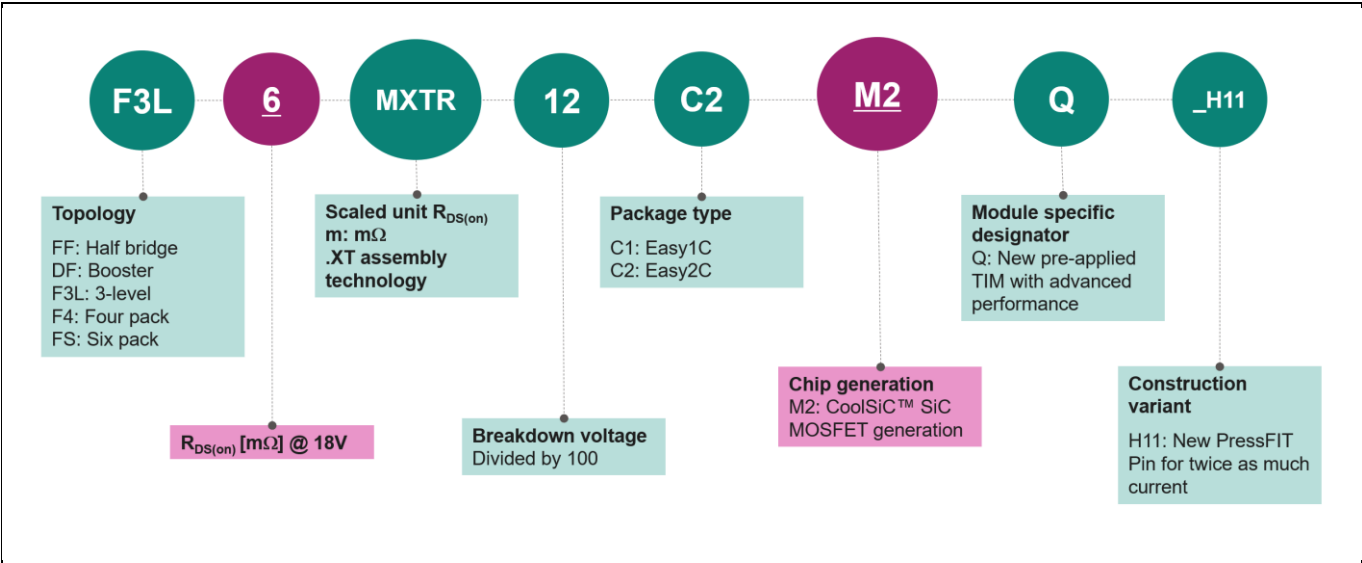 F3L
6
MXTR
12
C2
M2
Q
_H11
Topology
FF: Half bridge
DF: Booster
F3L: 3-level
F4: Four pack
FS: Six pack
R_DS(on) [mΩ] @ 18V
Scaled unit R_DS(on)
m: mΩ
.XT assembly
technology
Breakdown voltage
Divided by 100
Package type
C1: Easy1C
C2: Easy2C
Chip generation
M2: CoolSiC™ SiC
MOSFET generation
Module specific
designator
Q: New pre-applied
TIM with advanced
performance
Construction
variant
H11: New PressFIT
Pin for twice as much
current